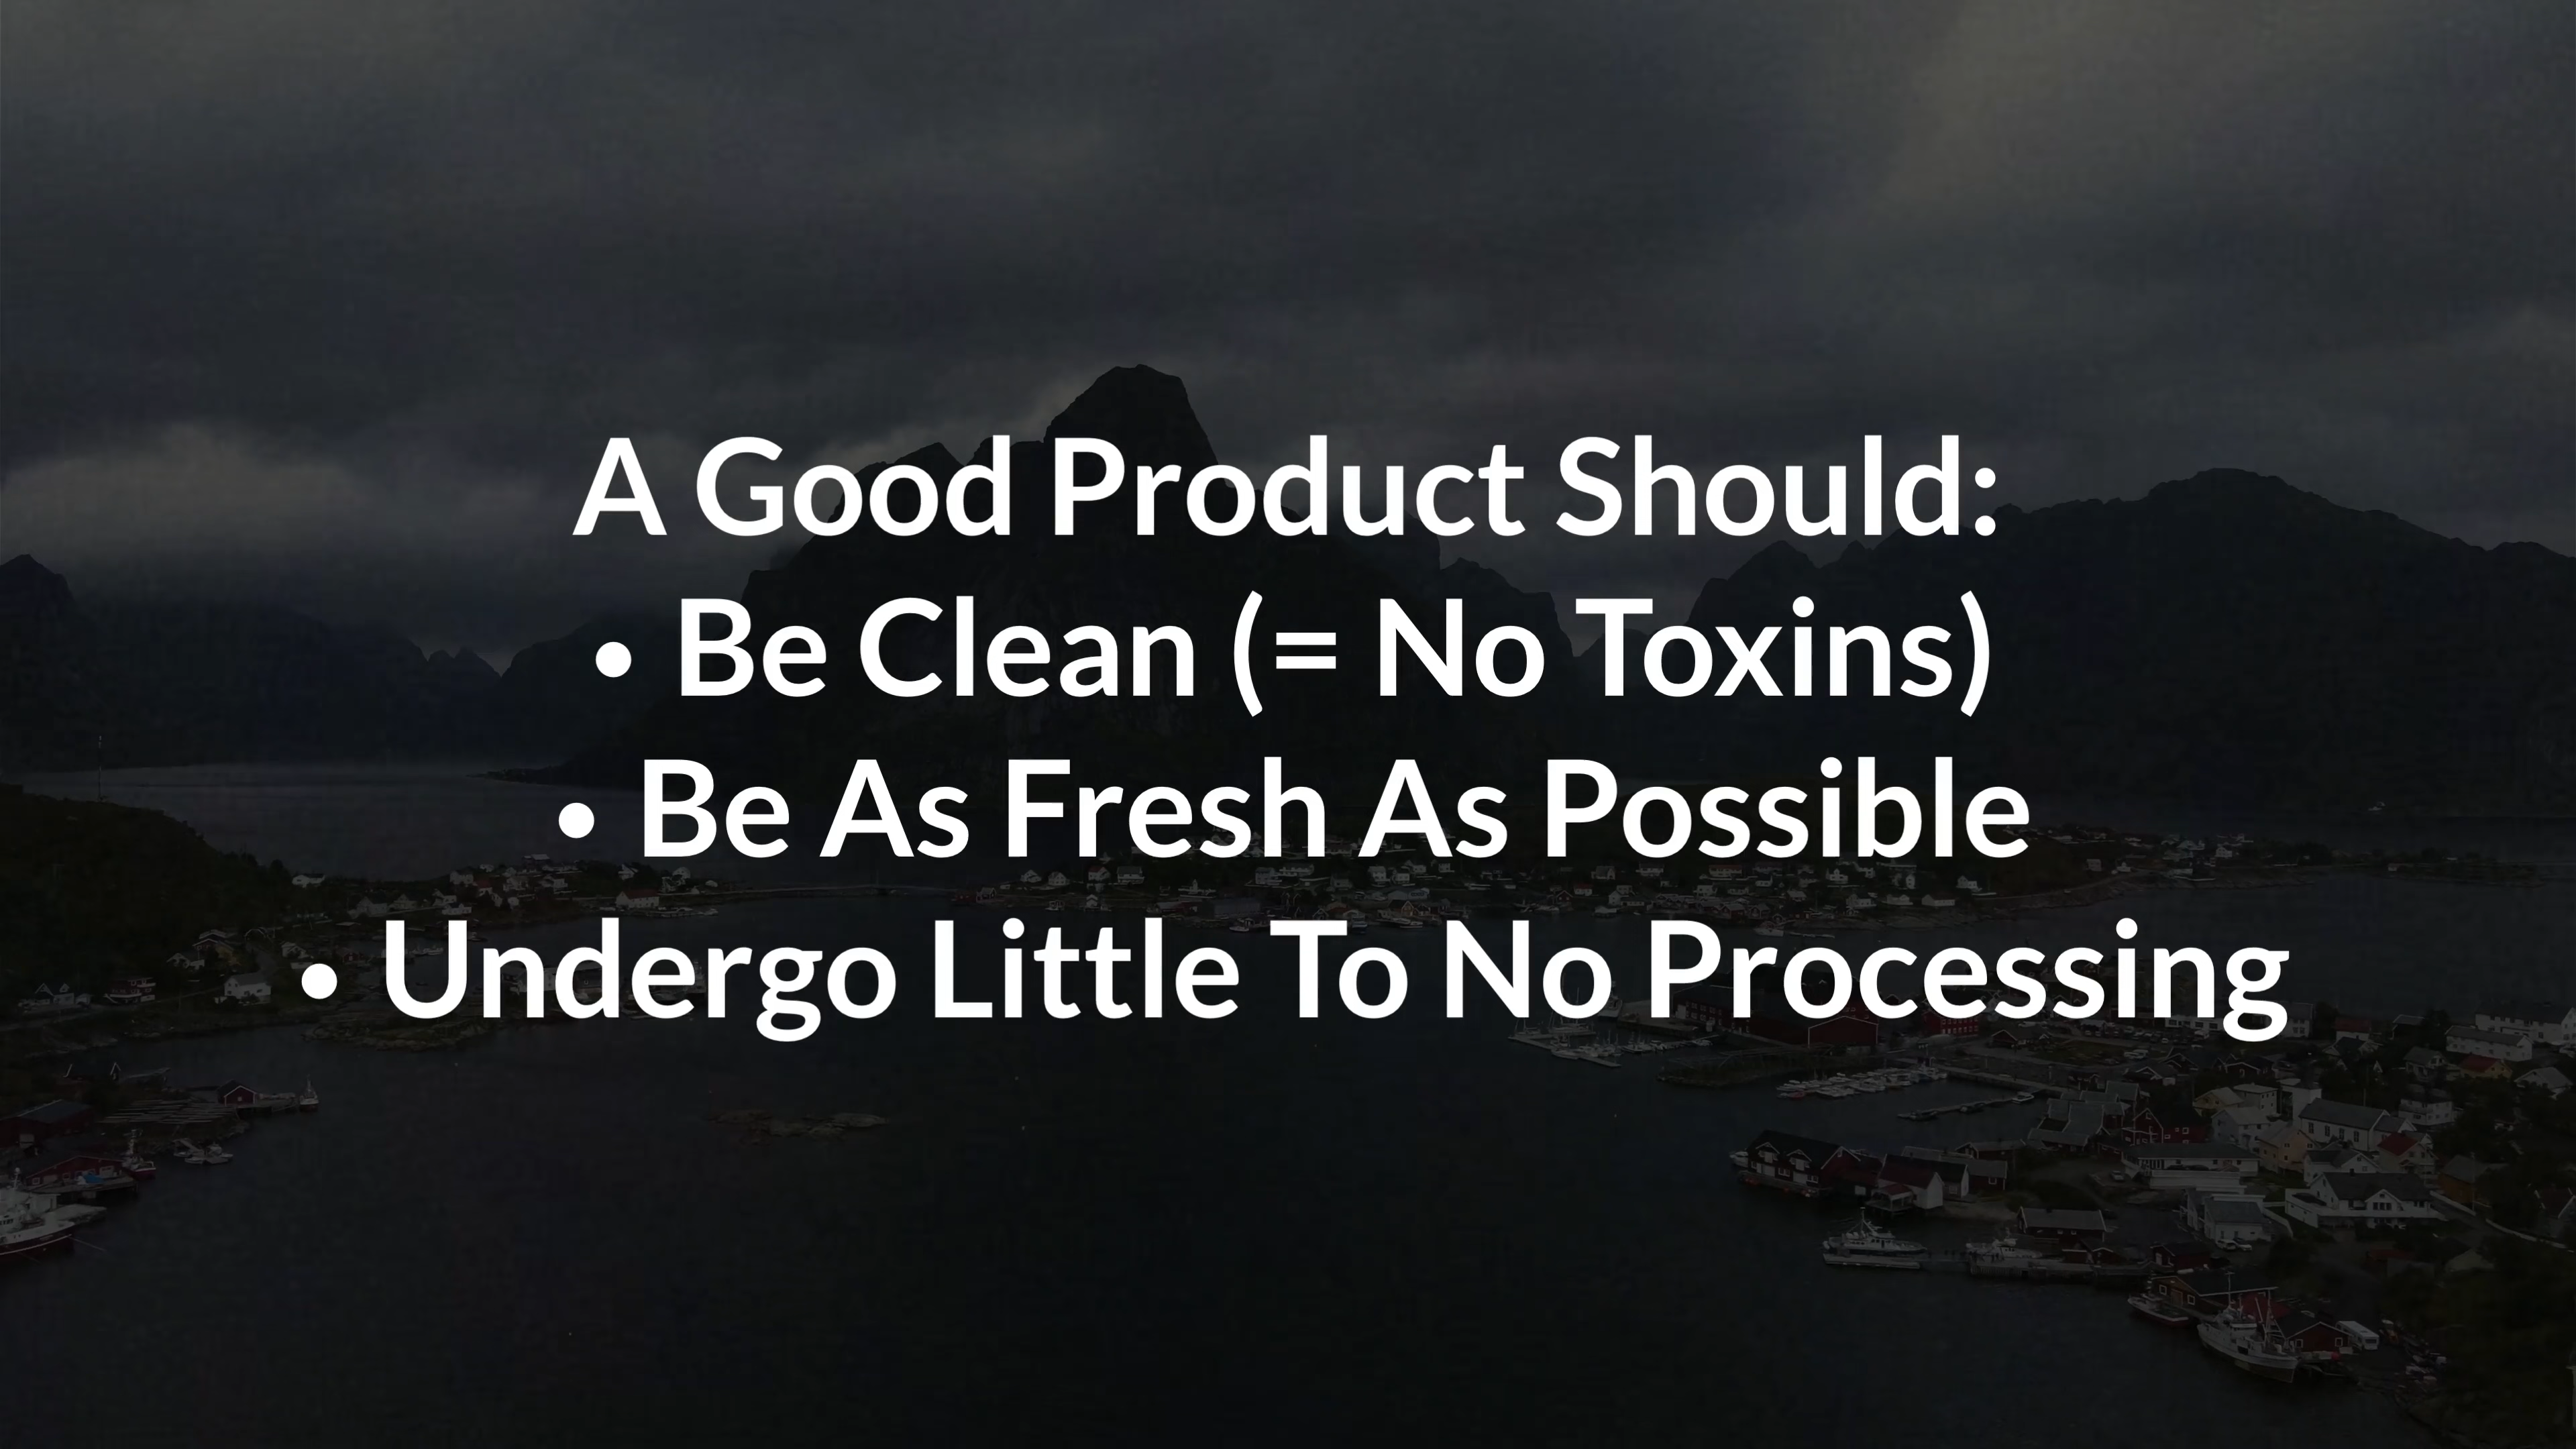 A Good Product Should:
• Be Clean (= No Toxins)
• Be As Fresh As Possible
• Undergo Little To No Processing